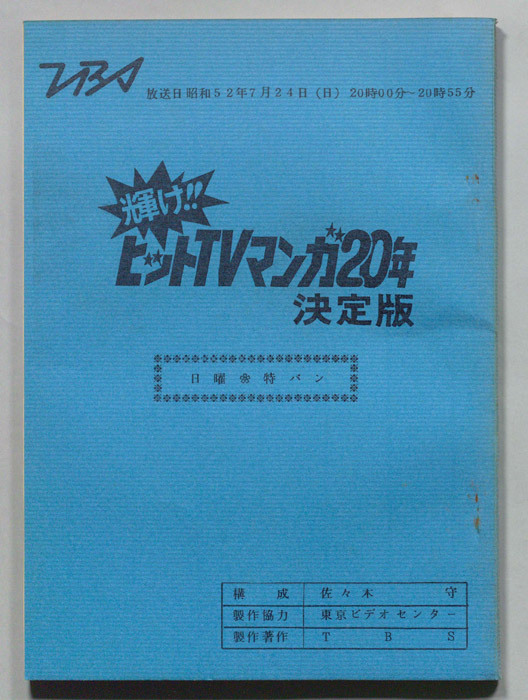 TBS
放送日 昭和52年7月24日(日) 20時00分~20時55分
輝け!!
ヒットTVマンガ20年
決定版
日曜❀特バン
構成 佐々木 守
製作協力 東京ビデオセンター
製作著作 TBS